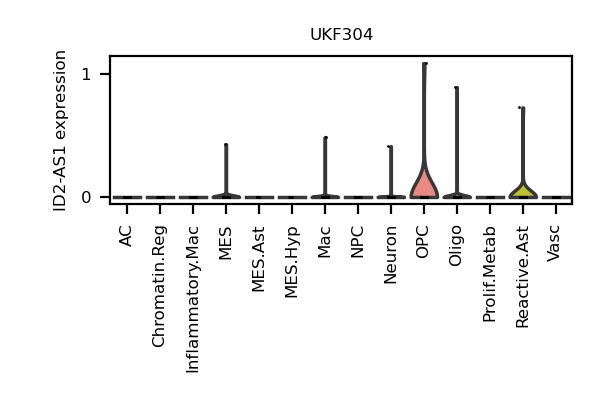 UKF304
ID2-AS1 expression
1
0
AC
Chromatin.Reg
Inflammatory.Mac
MES
MES.Ast
MES.Hyp
Mac
NPC
Neuron
OPC
Oligo
Prolif.Metab
Reactive.Ast
Vasc